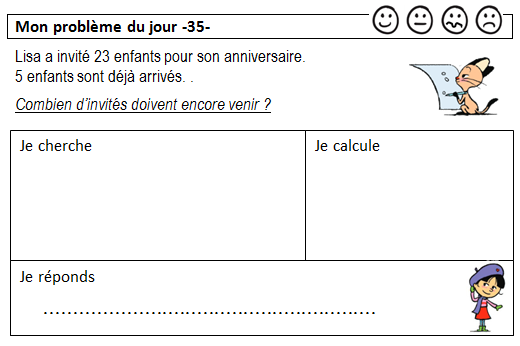 Mon problème du jour -35-
Lisa a invité 23 enfants pour son anniversaire.
5 enfants sont déjà arrivés. .
Combien d'invités doivent encore venir ?
Je cherche
Je calcule
Je réponds
……………………………………………………